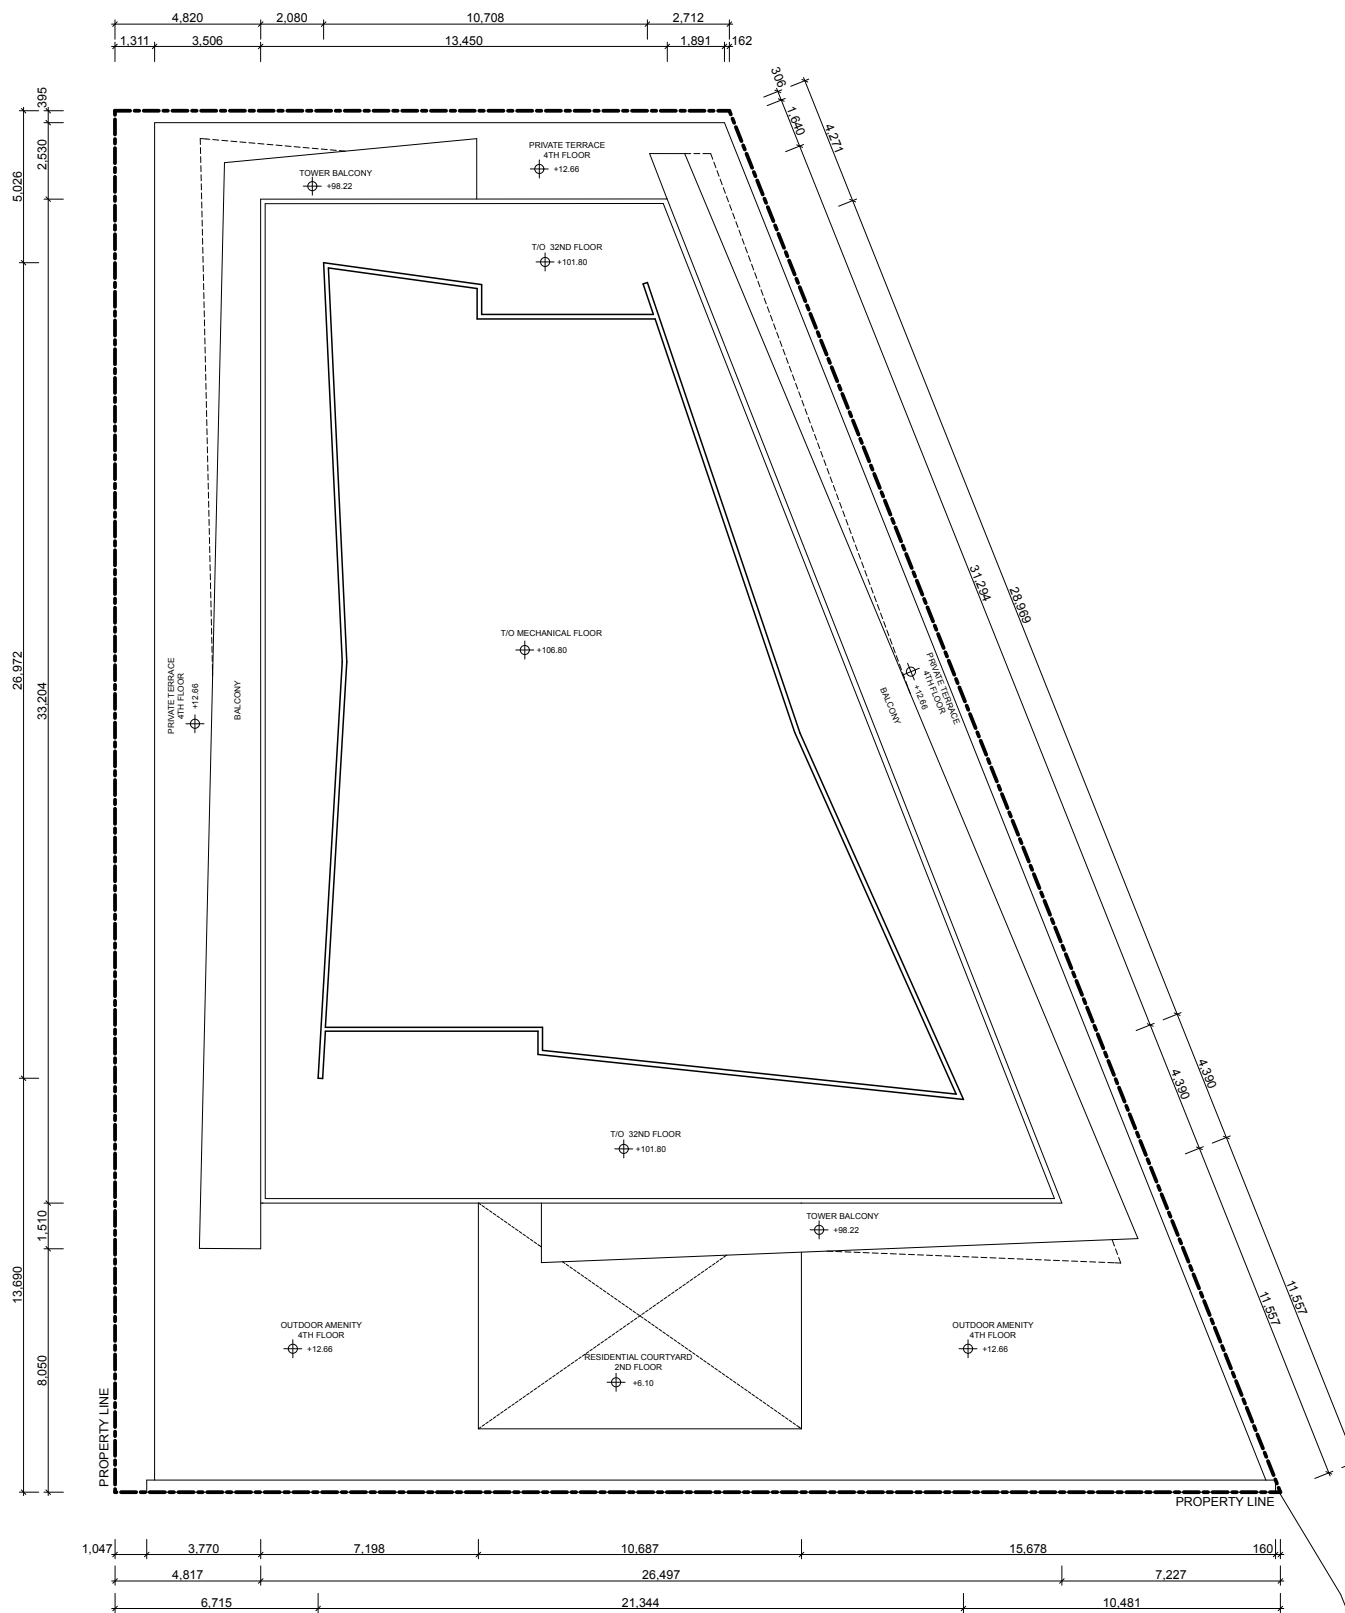 4,820
2,080
10,708
2,712
1,311
3,506
13,450
1,891
162
306
1,640
4,271
395
2,530
5,026
PRIVATE TERRACE
4TH FLOOR
+12.66
TOWER BALCONY
+98.22
T/O 32ND FLOOR
+101.80
31,294
28,969
T/O MECHANICAL FLOOR
+106.80
26,972
33,204
PRIVATE TERRACE
4TH FLOOR
+12.66
BALCONY
BALCONY
PRIVATE TERRACE
4TH FLOOR
+12.66
4,390
4,390
T/O 32ND FLOOR
+101.80
1,510
13,690
TOWER BALCONY
+98.22
11,557
11,557
OUTDOOR AMENITY
4TH FLOOR
+12.66
RESIDENTIAL COURTYARD
2ND FLOOR
+6.10
OUTDOOR AMENITY
4TH FLOOR
+12.66
8,050
PROPERTY LINE
PROPERTY LINE
1,047
3,770
7,198
10,687
15,678
160
4,817
26,497
7,227
6,715
21,344
10,481